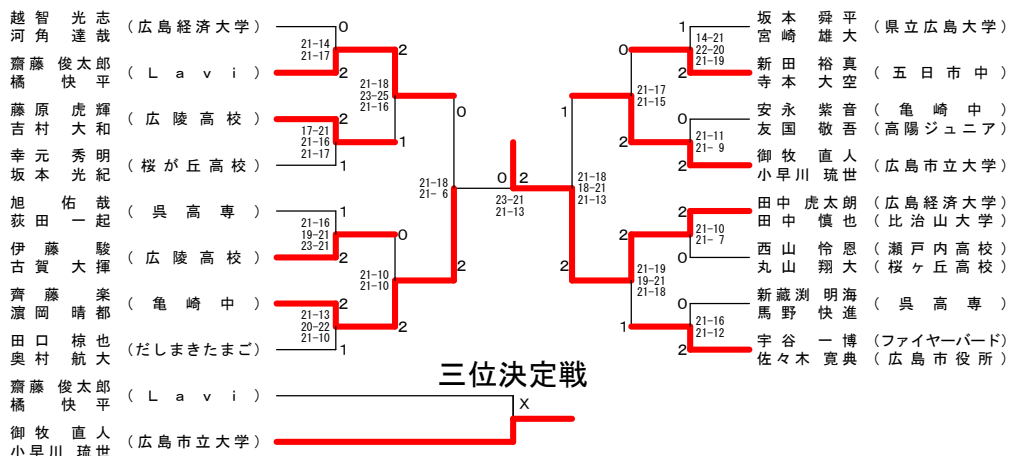 越智 光志
河角 達哉
(広島経済大学)
0
21-14
21-17
2
齋藤 俊太郎
橘 快平
(Lavi)
2
21-18
23-25
21-16
0
藤原 虎輝
吉村 大和
(広陵高校)
2
17-21
21-16
21-17
1
幸元 秀明
坂本 光紀
(桜が丘高校)
1
21-18
21- 6
旭 佑哉
荻田 一起
(呉高専)
1
21-16
19-21
23-21
0
伊藤 駿
古賀 大揮
(広陵高校)
2
21-10
21-10
2
齊藤 楽
濵岡 晴都
(亀崎中)
2
21-13
20-22
21-10
2
田口 椋也
奥村 航大
(だしまきたまご)
1
0
2
23-21
21-13
坂本 舜平
宮崎 雄大
(県立広島大学)
1
14-21
22-20
21-19
0
新田 裕真
寺本 大空
(五日市中)
2
21-17
21-15
1
安永 紫音
友国 敬吾
(亀崎中)
(高陽ジュニア)
0
21-11
21- 9
2
御牧 直人
小早川 琉世
(広島市立大学)
2
21-18
18-21
21-13
田中 虎太朗
田中 慎也
(広島経済大学)
(比治山大学)
2
21-10
21- 7
2
西山 怜恩
丸山 翔大
(瀬戸内高校)
(桜ヶ丘高校)
0
21-19
19-21
21-18
2
新蔵渕 明海
馬野 快進
(呉高専)
0
21-16
21-12
1
宇谷 一博
佐々木 寛典
(ファイヤーバード)
(広島市役所)
2
三位決定戦
齋藤 俊太郎
橘 快平
(Lavi)
X
御牧 直人
小早川 琉世
(広島市立大学)